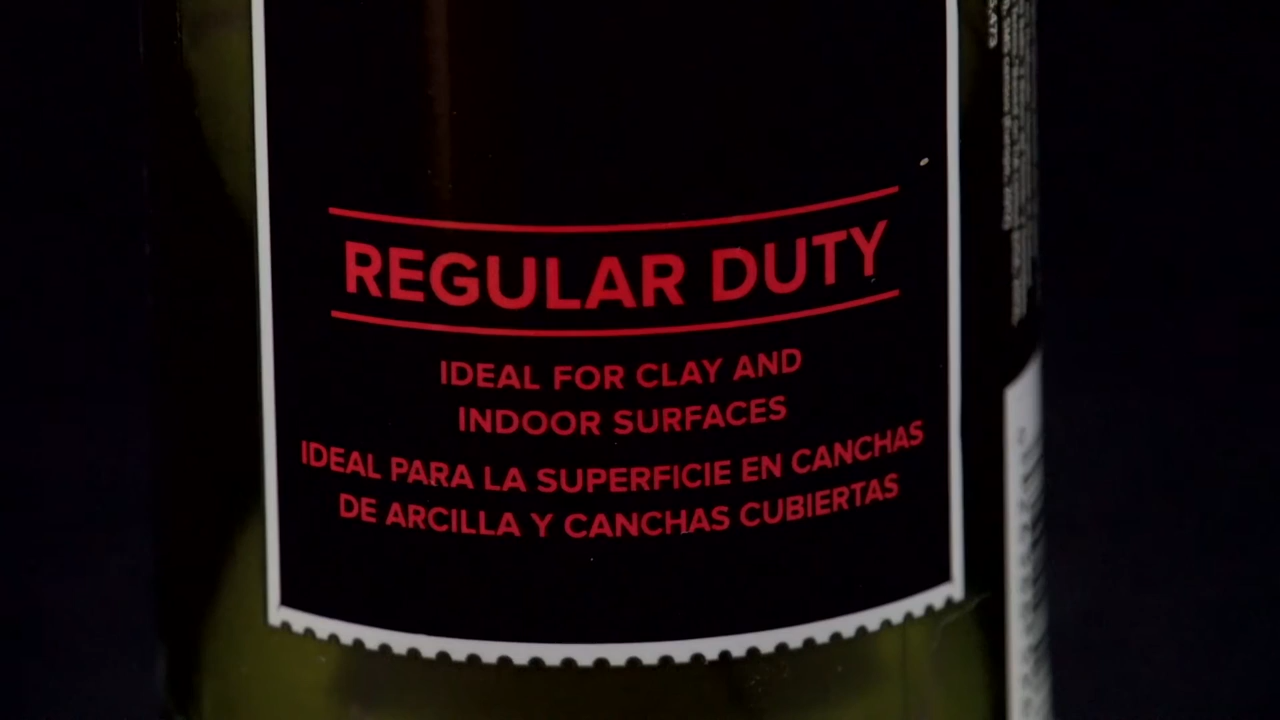 REGULAR DUTY
IDEAL FOR CLAY AND
INDOOR SURFACES
IDEAL PARA LA SUPERFICIE EN CANCHAS
DE ARCILLA Y CANCHAS CUBIERTAS